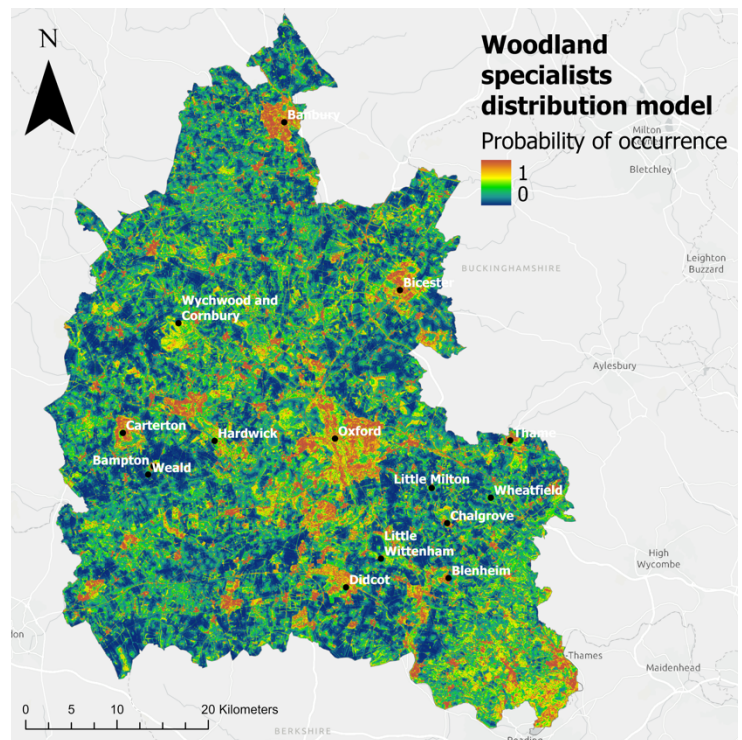 N
Woodland
specialists
distribution model
Probability of occurrence
1
0
Banbury
Milton
Bletchley
Leighton
Buzzard
BUCKINGHAMSHIRE
Bicester
Wychwood and
Cornbury
Aylesbury
Carterton
Hardwick
Oxford
Thame
Bampton
Weald
Little Milton
Wheatfield
Chalgrove
Little
Wittenham
Blenheim
Didcot
High
Wycombe
-Thames
Maidenhead
0 5 10 20 Kilometers
BERKSHIRE
Reading